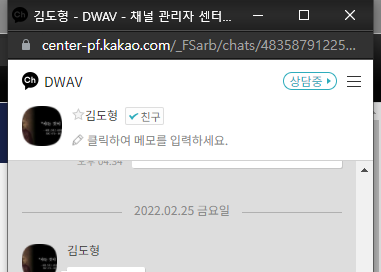 Ch 김도형 - DWAV - 채널 관리자 센터...
center-pf.kakao.com/_FSarb/chats/48358791225...
Ch DWAV 상담중
김도형 친구
클릭하여 메모를 입력하세요.
오후 04:34
2022.02.25 금요일
김도형